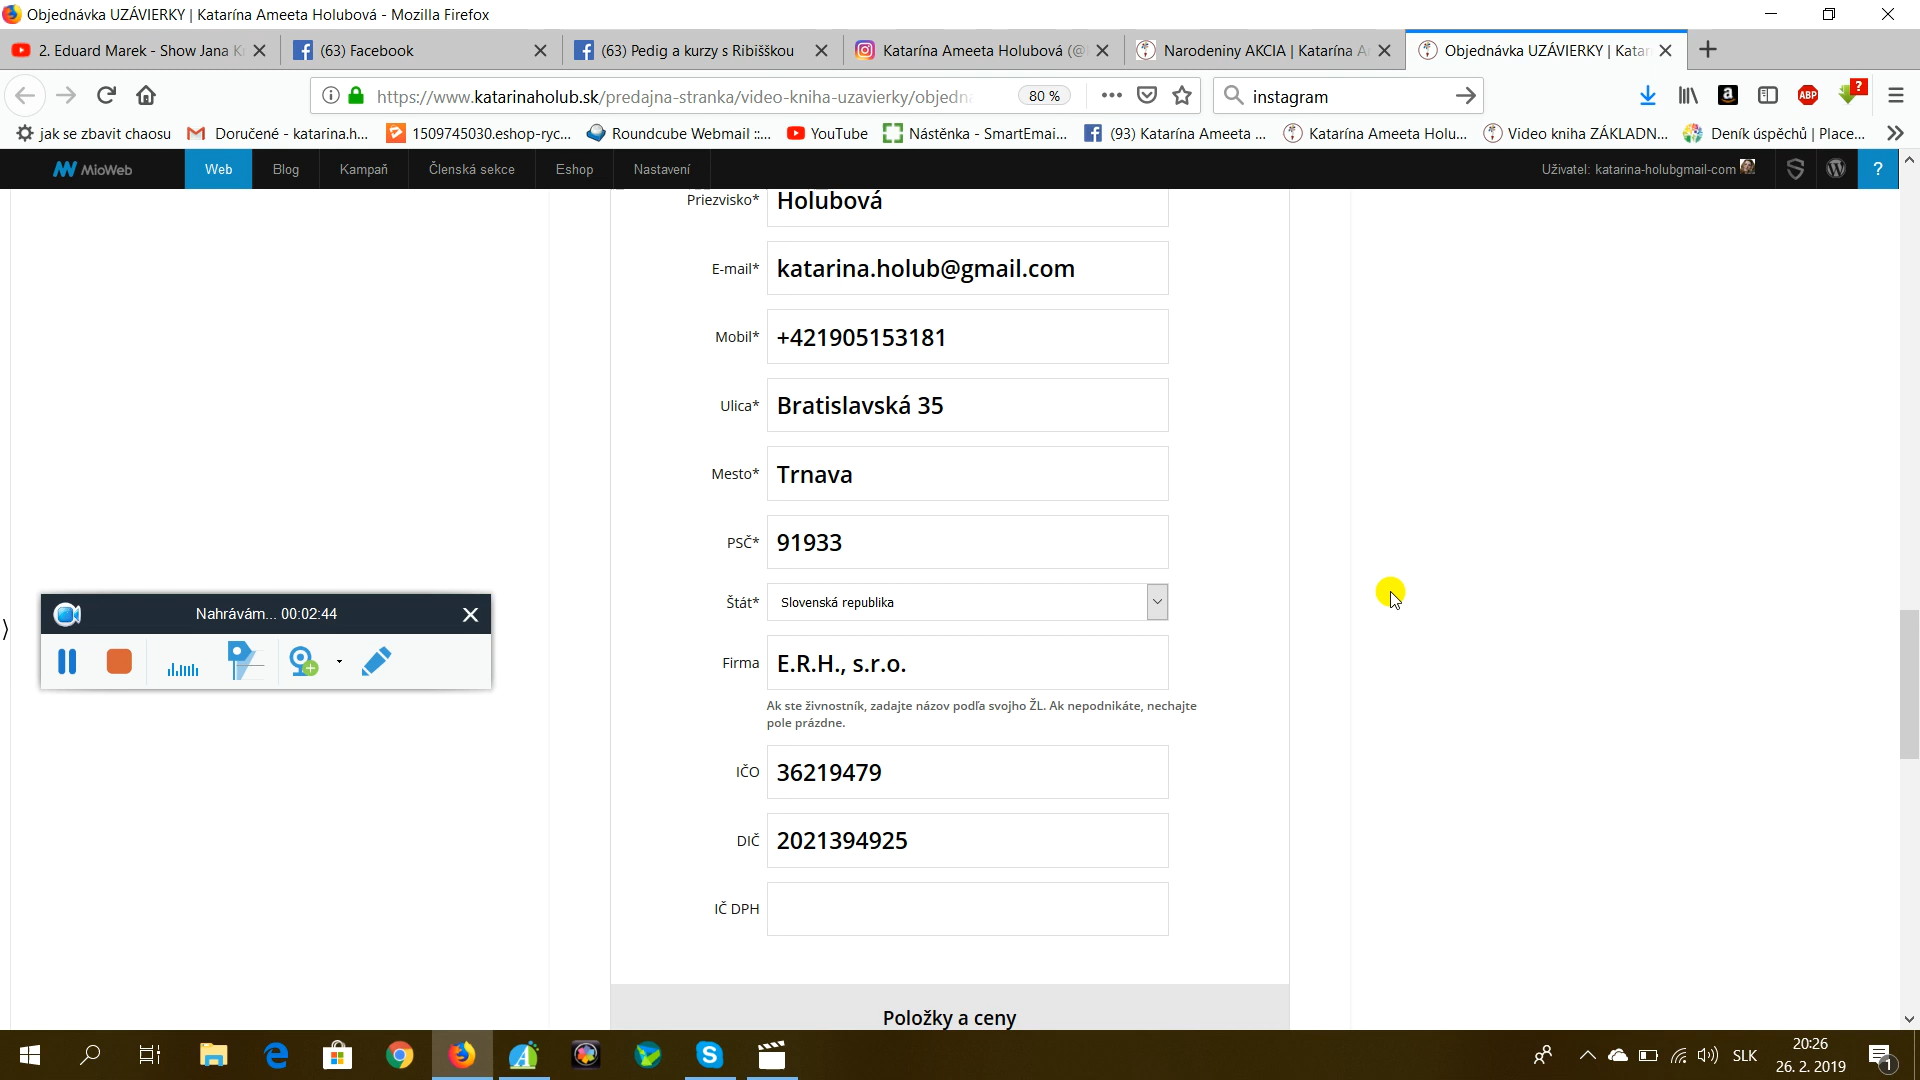 Objednávka UZÁVIERKY | Katarína Ameeta Holubová - Mozilla Firefox
2. Eduard Marek - Show Jana K
(63) Facebook
(63) Pedig a kurzy s Ribišškou
Katarína Ameeta Holubová (@
Narodeniny AKCIA | Katarína A
Objednávka UZÁVIERKY | Katar
https://www.katarinaholub.sk/predajna-stranka/video-kniha-uzavierky/objedn
80 %
instagram
jak se zbavit chaosu
Doručené - katarina.h...
1509745030.eshop-ryc...
Roundcube Webmail ::...
YouTube
Nástěnka - SmartEmai...
(93) Katarína Ameeta ...
Katarína Ameeta Holu...
Video kniha ZÁKLADN...
Deník úspěchů | Place...
MioWeb
Web
Blog
Kampaň
Členská sekce
Eshop
Nastavení
Uživatel: katarina-holubgmail-com
?
Priezvisko* Holubová
E-mail* katarina.holub@gmail.com
Mobil* +421905153181
Ulica* Bratislavská 35
Mesto* Trnava
PSČ* 91933
Štát* Slovenská republika
Nahrávám... 00:02:44
Firma E.R.H., s.r.o.
Ak ste živnostník, zadajte názov podľa svojho ŽL. Ak nepodnikáte, nechajte
pole prázdne.
IČO 36219479
DIČ 2021394925
IČ DPH
Položky a ceny
SLK
20:26
26. 2. 2019
1